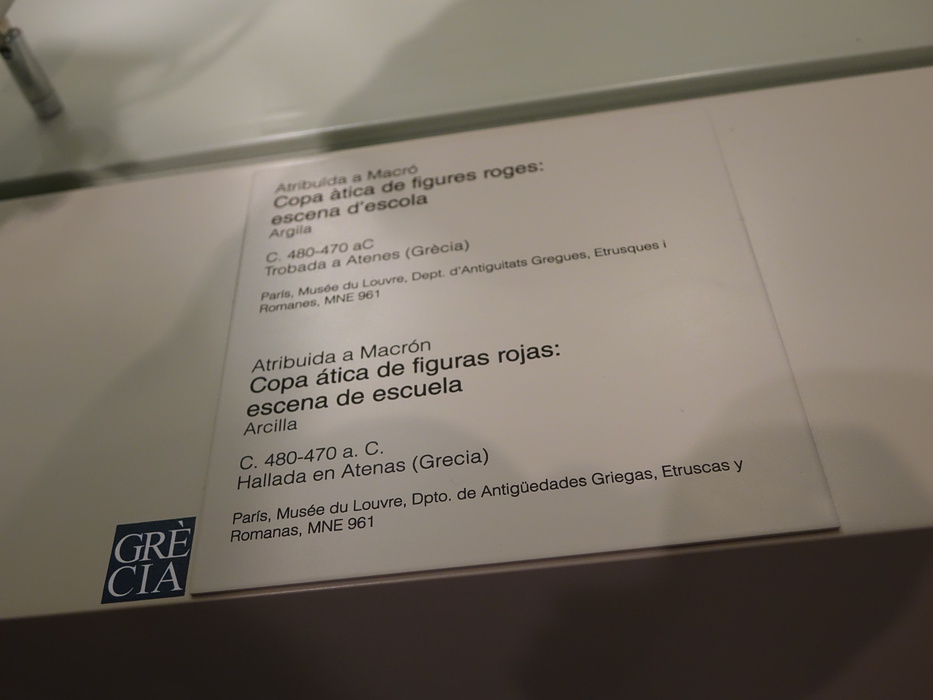 Atribuïda a Macró
Copa àtica de figures roges:
escena d'escola
Argila
C. 480-470 aC
Trobada a Atenes (Grècia)
París, Musée du Louvre, Dept. d'Antiguitats Gregues, Etrusques i
Romanes, MNE 961
Atribuida a Macrón
Copa ática de figuras rojas:
escena de escuela
Arcilla
C. 480-470 a. C.
Hallada en Atenas (Grecia)
París, Musée du Louvre, Dpto. de Antigüedades Griegas, Etruscas y
Romanas, MNE 961
GRÈ
CIA